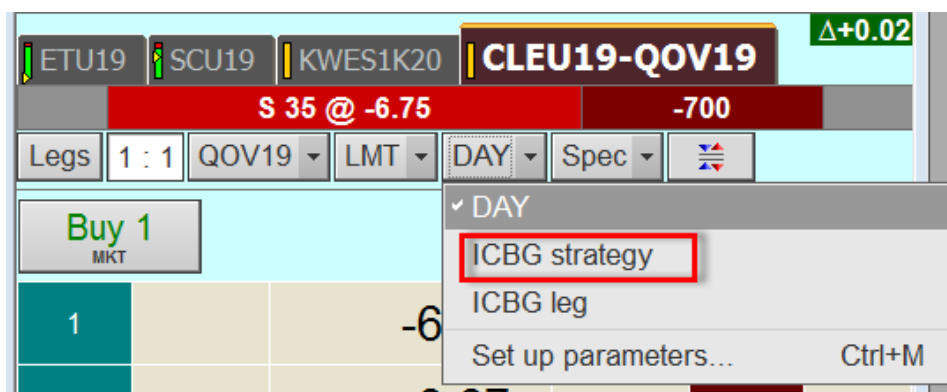 Δ+0.02
ETU19 SCU19 KWES1K20 CLEU19-QOV19
S 35 @ -6.75 -700
Legs 1 : 1 QOV19 LMT DAY Spec
DAY
Buy 1
MKT
ICBG strategy
ICBG leg
1 -6
Set up parameters... Ctrl+M